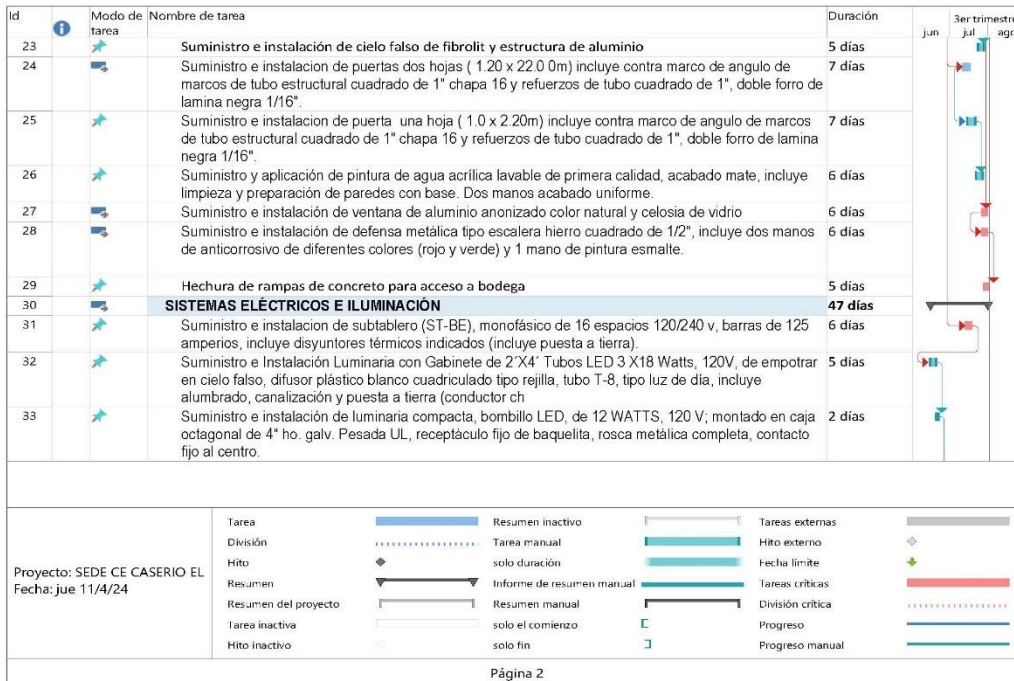 Id Modo de tarea Nombre de tarea Duración 3er trimestre
jun jul ago
23 Suministro e instalación de cielo falso de fibrolit y estructura de aluminio 5 días
24 Suministro e instalacion de puertas dos hojas ( 1.20 x 22.0 0m) incluye contra marco de angulo de 7 días
marcos de tubo estructural cuadrado de 1" chapa 16 y refuerzos de tubo cuadrado de 1", doble forro de
lamina negra 1/16".
25 Suministro e instalacion de puerta una hoja ( 1.0 x 2.20m) incluye contra marco de angulo de marcos 7 días
de tubo estructural cuadrado de 1" chapa 16 y refuerzos de tubo cuadrado de 1", doble forro de lamina
negra 1/16".
26 Suministro y aplicación de pintura de agua acrílica lavable de primera calidad, acabado mate, incluye 6 días
limpieza y preparación de paredes con base. Dos manos acabado uniforme.
27 Suministro e instalación de ventana de aluminio anonizado color natural y celosia de vidrio 6 días
28 Suministro e instalación de defensa metálica tipo escalera hierro cuadrado de 1/2", incluye dos manos 6 días
de anticorrosivo de diferentes colores (rojo y verde) y 1 mano de pintura esmalte.
29 Hechura de rampas de concreto para acceso a bodega 5 días
30 SISTEMAS ELÉCTRICOS E ILUMINACIÓN 47 días
31 Suministro e instalacion de subtablero (ST-BE), monofásico de 16 espacios 120/240 v, barras de 125 6 días
amperios, incluye disyuntores térmicos indicados (incluye puesta a tierra).
32 Suministro e Instalación Luminaria con Gabinete de 2´X4´ Tubos LED 3 X18 Watts, 120V, de empotrar 5 días
en cielo falso, difusor plástico blanco cuadriculado tipo rejilla, tubo T-8, tipo luz de día, incluye
alumbrado, canalización y puesta a tierra (conductor ch
33 Suministro e instalación de luminaria compacta, bombillo LED, de 12 WATTS, 120 V; montado en caja 2 días
octagonal de 4" ho. galv. Pesada UL, receptáculo fijo de baquelita, rosca metálica completa, contacto
fijo al centro.
Proyecto: SEDE CE CASERIO EL
Fecha: jue 11/4/24
Tarea Resumen inactivo Tareas externas
División Tarea manual Hito externo
Hito solo duración Fecha límite
Resumen Informe de resumen manual Tareas críticas
Resumen del proyecto Resumen manual División crítica
Tarea inactiva solo el comienzo Progreso
Hito inactivo solo fin Progreso manual
Página 2